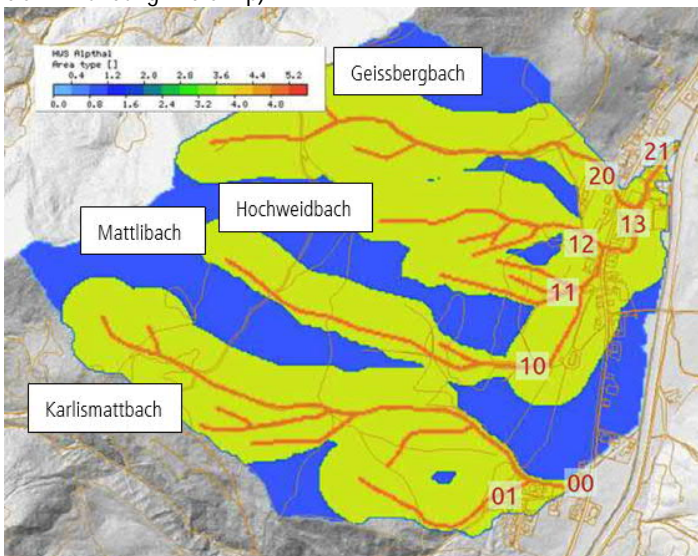 HWS Alpthal
Area type []
0.4 1.2 2.0 2.8 3.6 4.4 5.2
0.0 0.8 1.6 2.4 3.2 4.0 4.8
Geissbergbach
21
20
Hochweidbach
13
Mattlibach
12
11
10
Karlismattbach
01
00